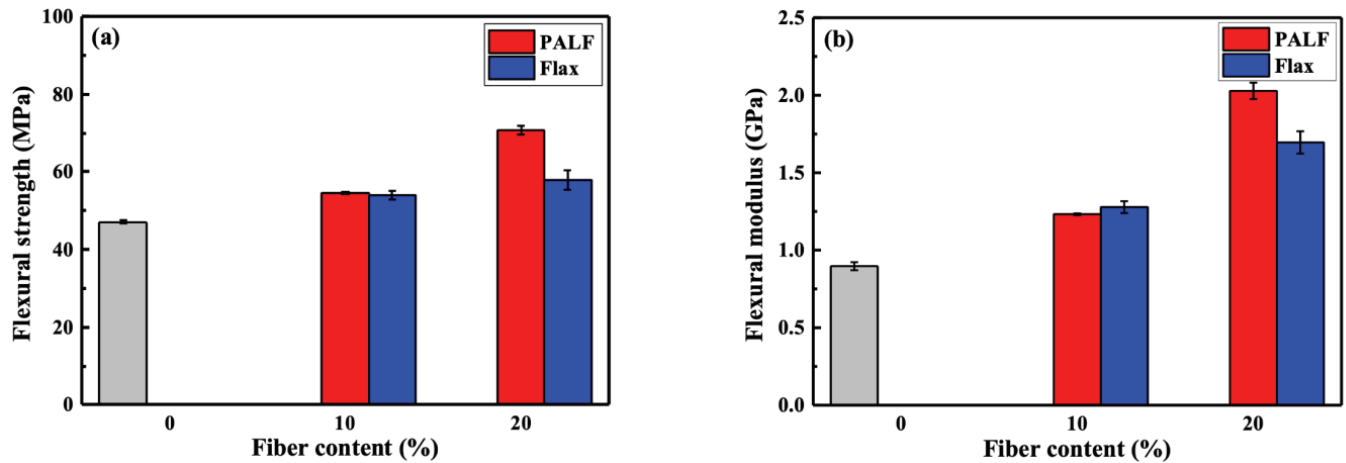 (a)
PALF
Flax
Flexural strength (MPa)
100
80
60
40
20
0
0 10 20
Fiber content (%)
(b)
PALF
Flax
Flexural modulus (GPa)
2.5
2.0
1.5
1.0
0.5
0.0
0 10 20
Fiber content (%)